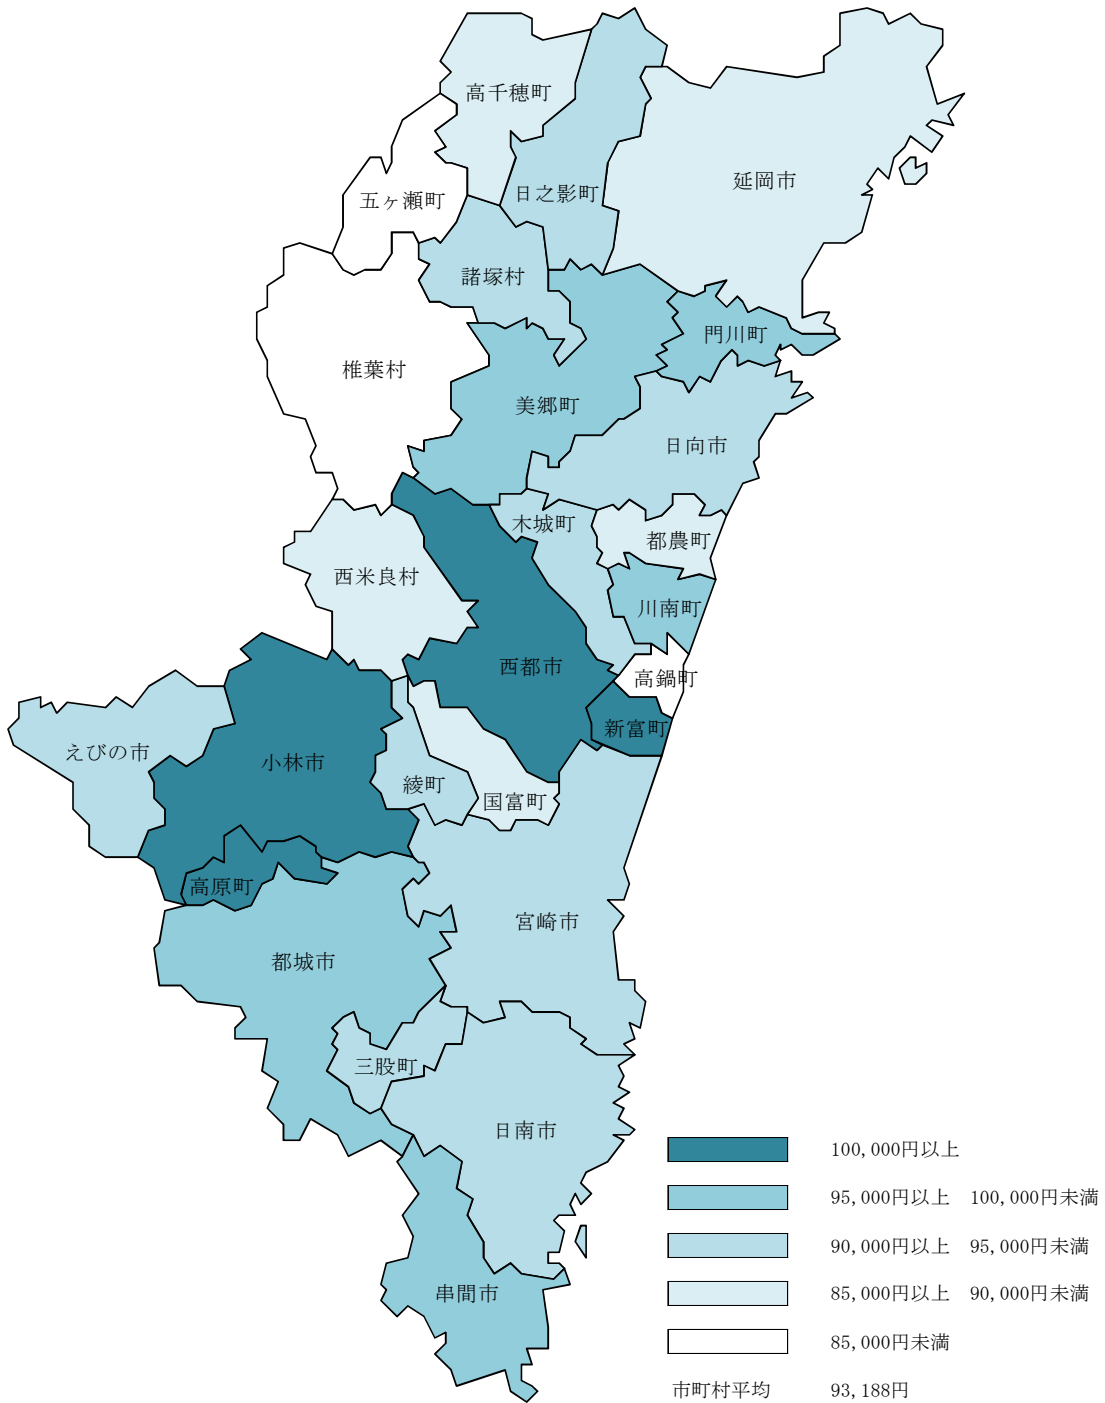 高千穂町
延岡市
日之影町
五ヶ瀬町
諸塚村
門川町
椎葉村
美郷町
日向市
木城町
都農町
西米良村
川南町
西都市
高鍋町
新富町
えびの市
小林市
綾町
国富町
高原町
宮崎市
都城市
三股町
日南市
串間市
100,000円以上
95,000円以上　100,000円未満
90,000円以上　95,000円未満
85,000円以上　90,000円未満
85,000円未満
市町村平均　93,188円